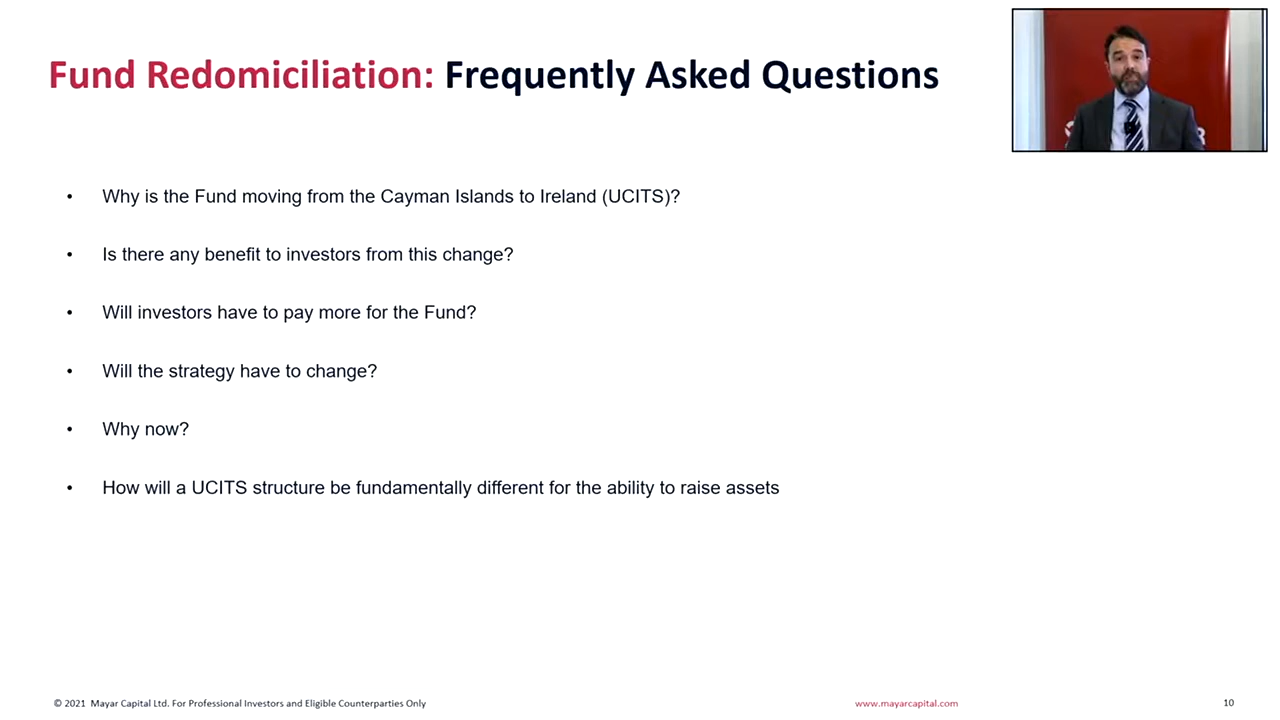 Fund Redomiciliation: Frequently Asked Questions
• Why is the Fund moving from the Cayman Islands to Ireland (UCITS)?
• Is there any benefit to investors from this change?
• Will investors have to pay more for the Fund?
• Will the strategy have to change?
• Why now?
• How will a UCITS structure be fundamentally different for the ability to raise assets
© 2021 Mayar Capital Ltd. For Professional Investors and Eligible Counterparties Only
www.mayarcapital.com
10